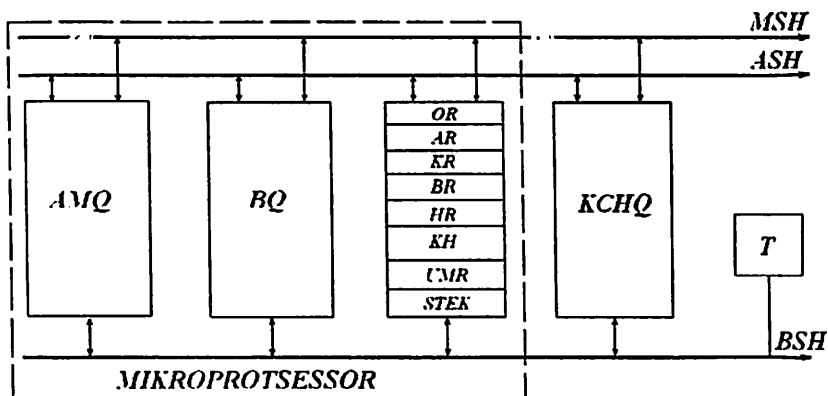 MSH
ASH
OR
AR
KR
BR
HR
KH
UMR
STEK
AMQ
BQ
KCHQ
T
BSH
MIKROPROTSESSOR